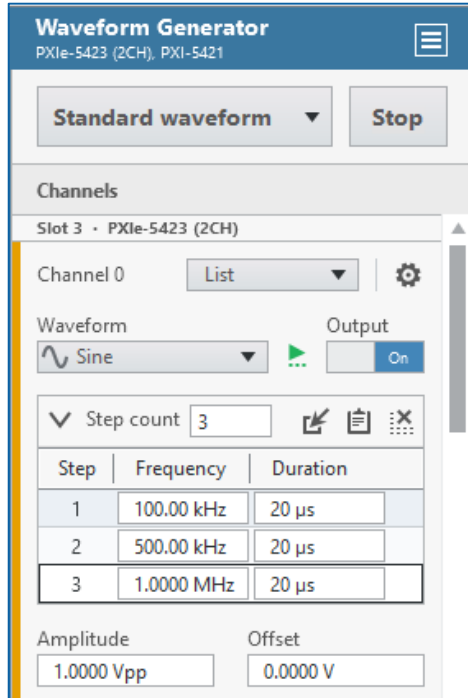 Waveform Generator
PXIe-5423 (2CH), PXI-5421
Standard waveform Stop
Channels
Slot 3 · PXIe-5423 (2CH)
Channel 0 List
Waveform Output
Sine On
Step count 3
Step Frequency Duration
1 100.00 kHz 20 µs
2 500.00 kHz 20 µs
3 1.0000 MHz 20 µs
Amplitude Offset
1.0000 Vpp 0.0000 V